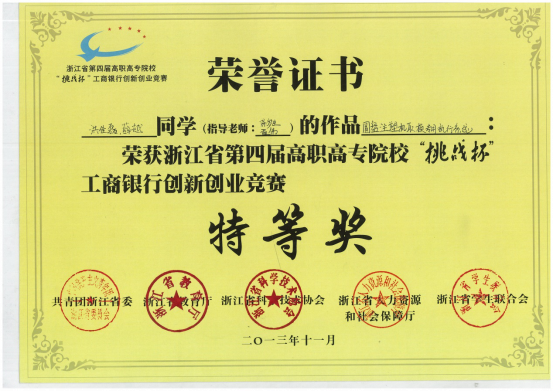 浙江省第四届高职高专院校
“挑战杯”工商银行创新创业竞赛
荣誉证书
同学(指导老师: )的作品 :
荣获浙江省第四届高职高专院校“挑战杯”
工商银行创新创业竞赛
特等奖
共青团浙江省委 浙江省教育厅 浙江省科学技术协会 浙江省人力资源 浙江省学生联合会
和社会保障厅
二〇一三年十一月